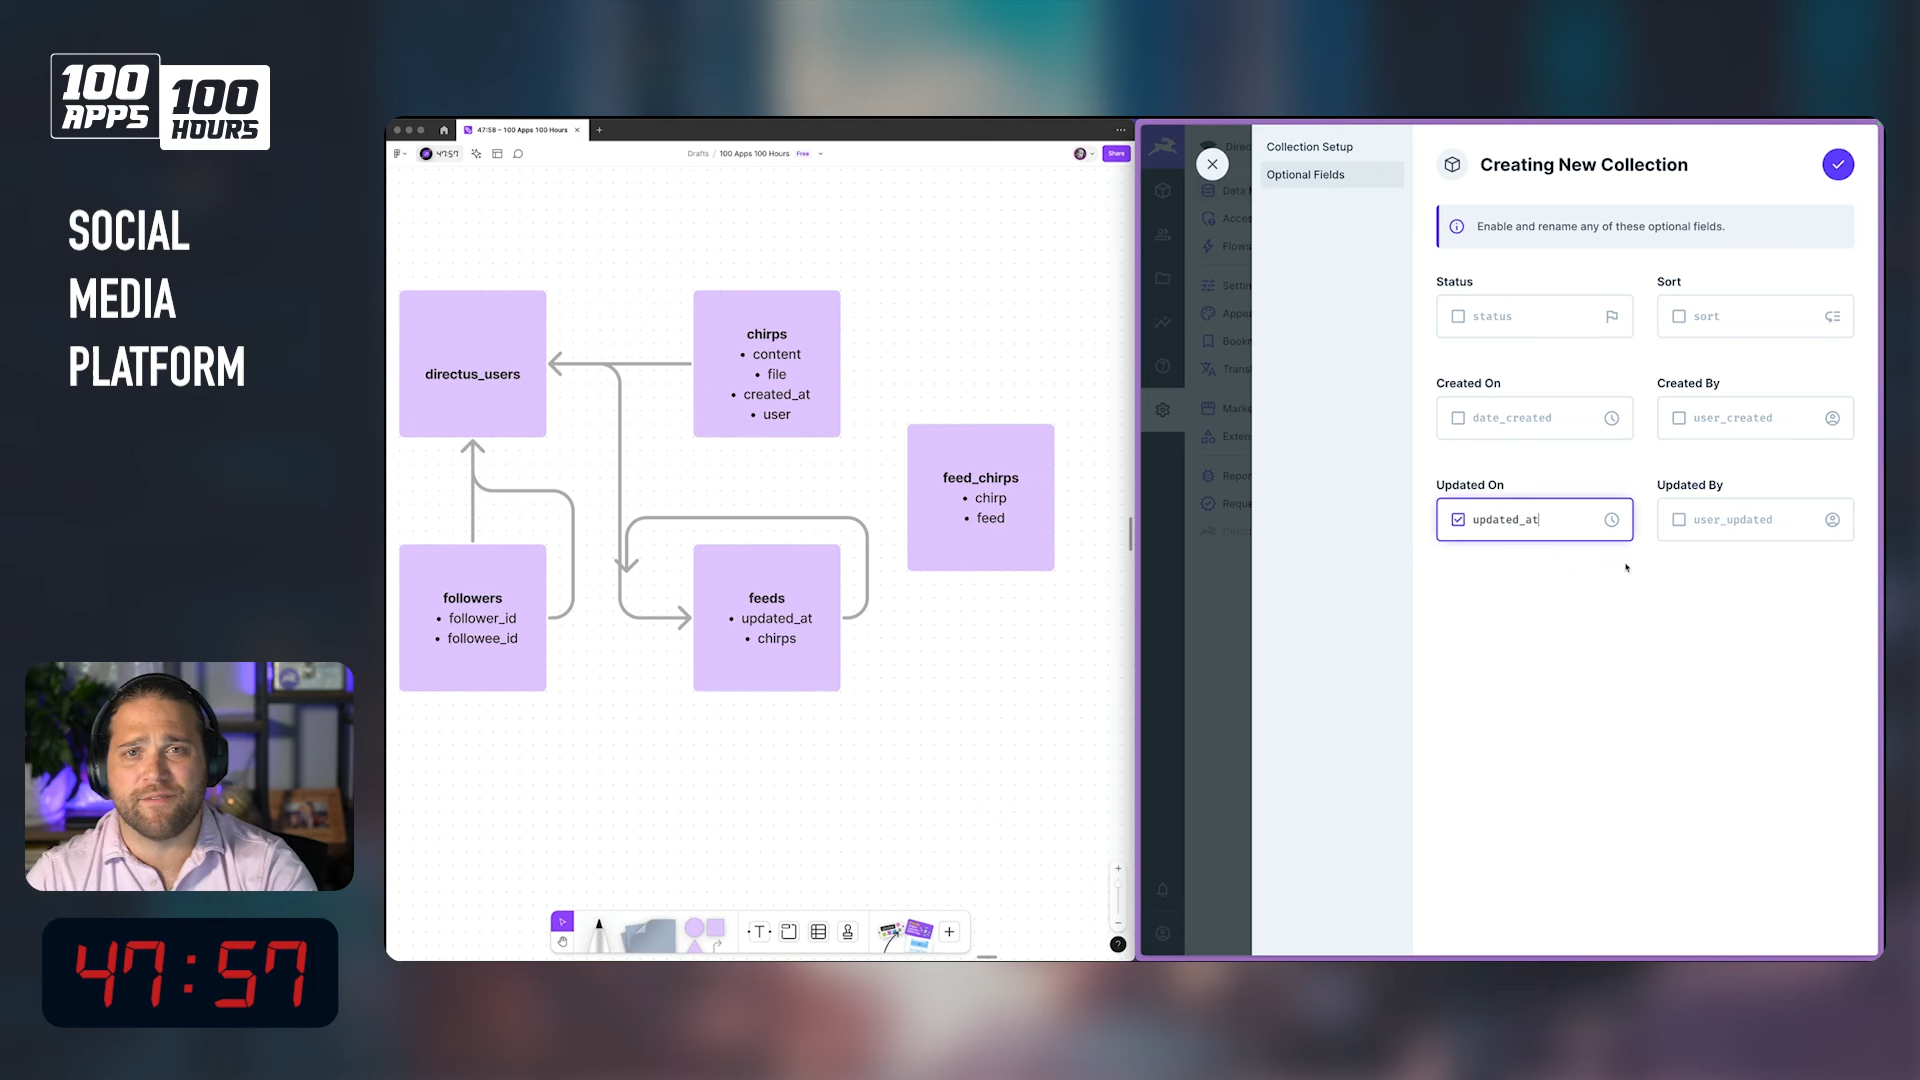 100
APPS
100
HOURS
SOCIAL
MEDIA
PLATFORM
47:57
47:58 – 100 Apps 100 Hours
47:57
Drafts / 100 Apps 100 Hours Free
Share
directus_users
chirps
• content
• file
• created_at
• user
feed_chirps
• chirp
• feed
followers
• follower_id
• followee_id
feeds
• updated_at
• chirps
T
?
Flows
Collection Setup
Optional Fields
Creating New Collection
Enable and rename any of these optional fields.
Status
Sort
status
sort
Created On
Created By
date_created
user_created
Updated On
Updated By
updated_at
user_updated